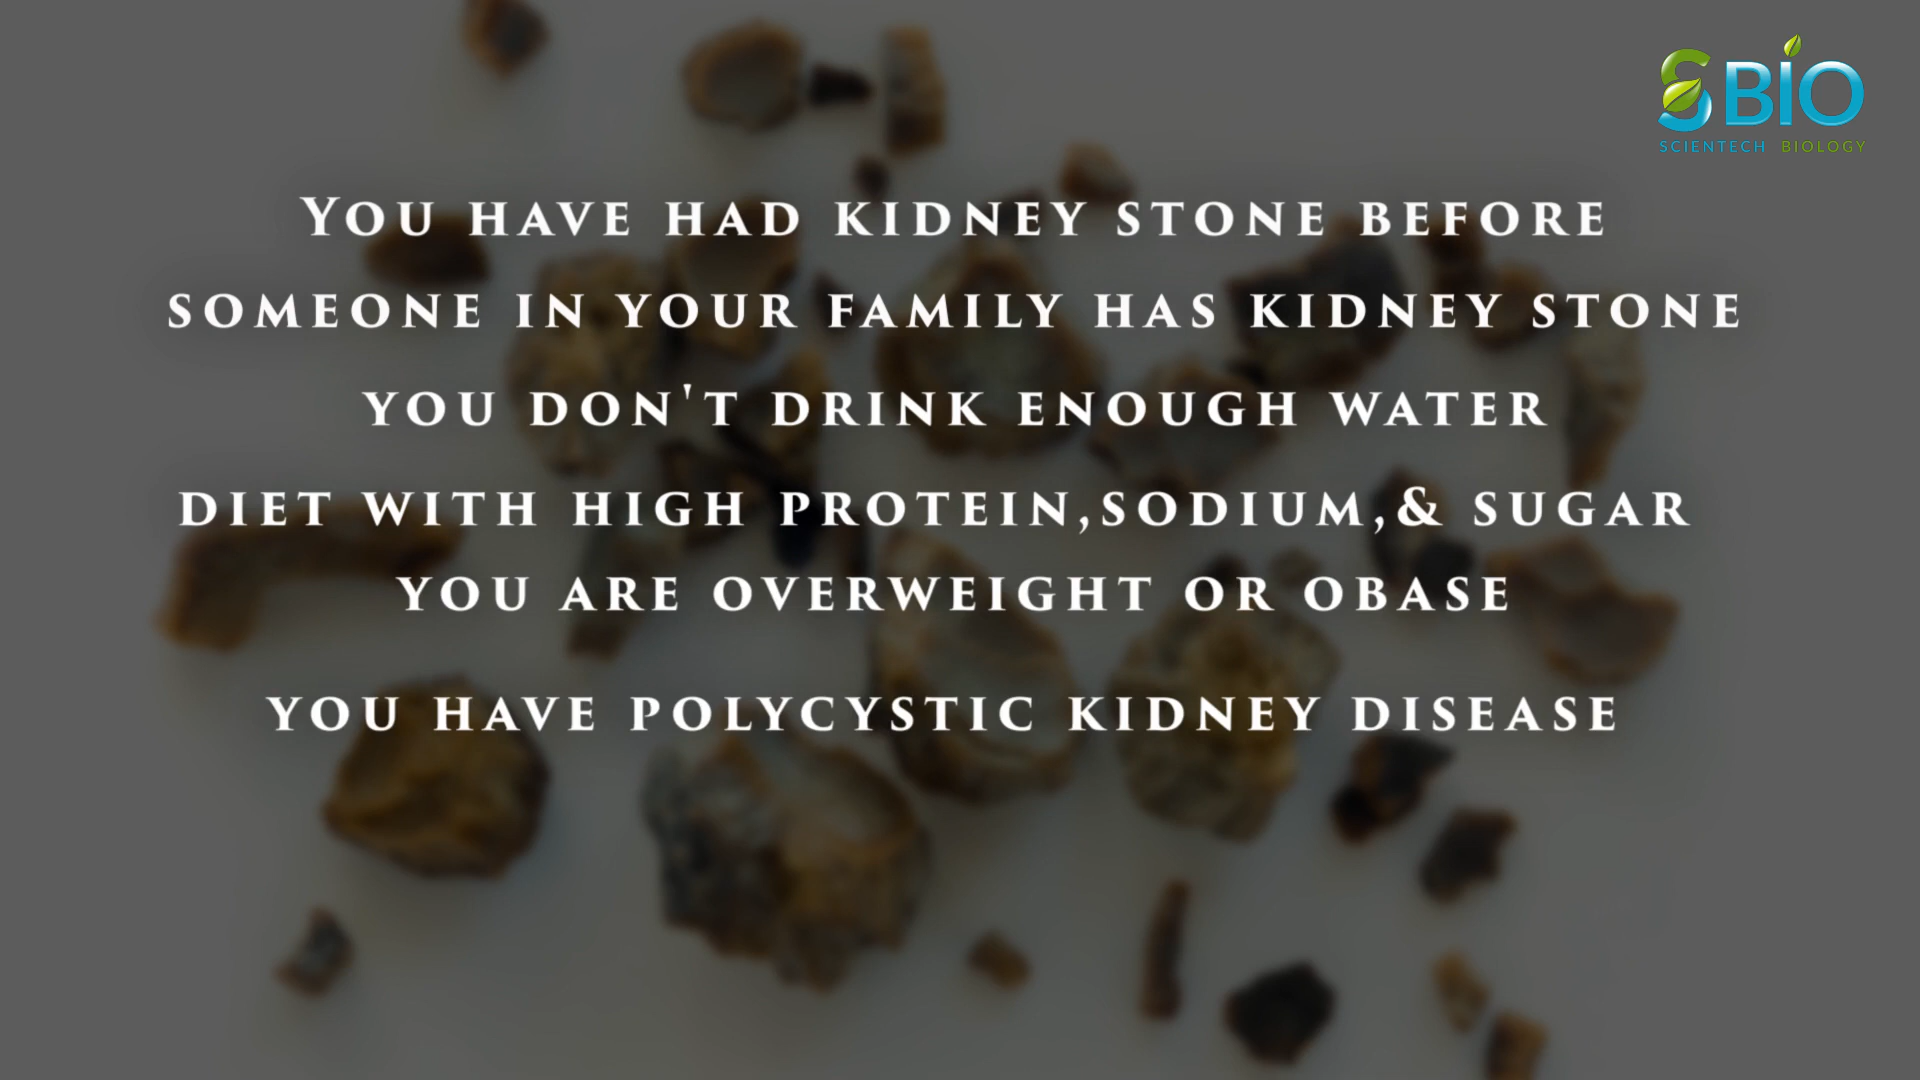 SBIO
SCIENTECH BIOLOGY
YOU HAVE HAD KIDNEY STONE BEFORE
SOMEONE IN YOUR FAMILY HAS KIDNEY STONE
YOU DON'T DRINK ENOUGH WATER
DIET WITH HIGH PROTEIN,SODIUM,& SUGAR
YOU ARE OVERWEIGHT OR OBASE
YOU HAVE POLYCYSTIC KIDNEY DISEASE